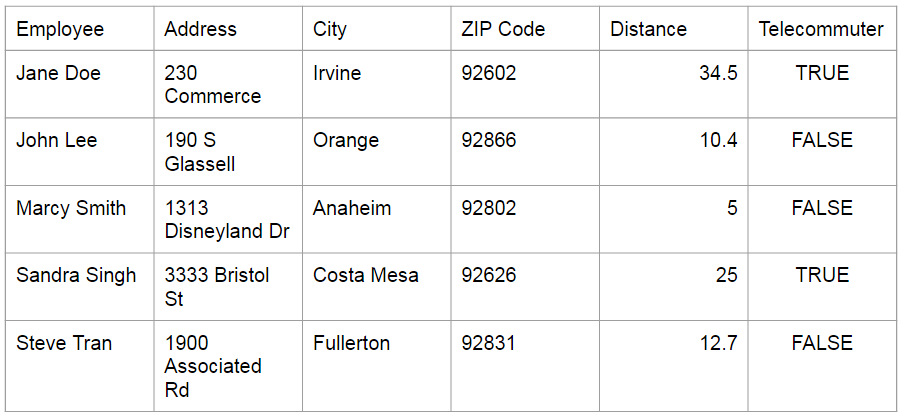 Employee Address City ZIP Code Distance Telecommuter
Jane Doe 230 Irvine 92602 34.5 TRUE
Commerce
John Lee 190 S Orange 92866 10.4 FALSE
Glassell
Marcy Smith 1313 Anaheim 92802 5 FALSE
Disneyland Dr
Sandra Singh 3333 Bristol Costa Mesa 92626 25 TRUE
St
Steve Tran 1900 Fullerton 92831 12.7 FALSE
Associated
Rd